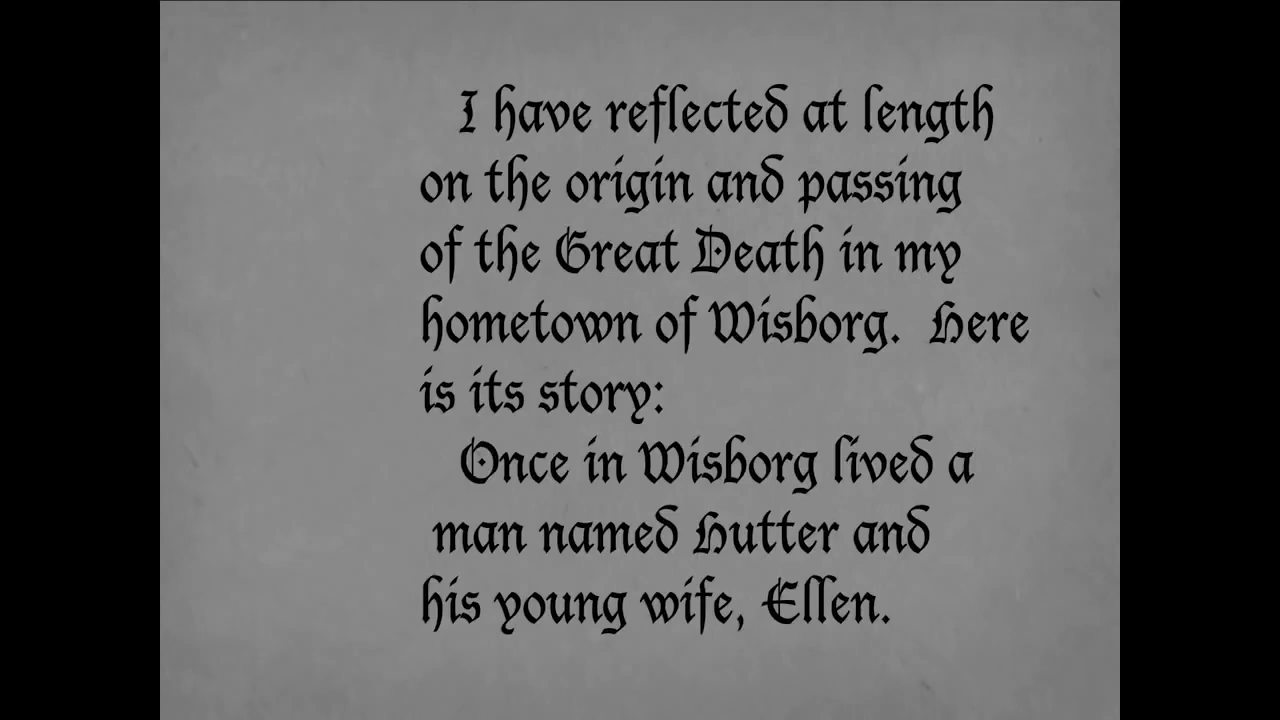 I have reflected at length
on the origin and passing
of the Great Death in my
hometown of Wisborg. Here
is its story:
Once in Wisborg lived a
man named Hutter and
his young wife, Ellen.